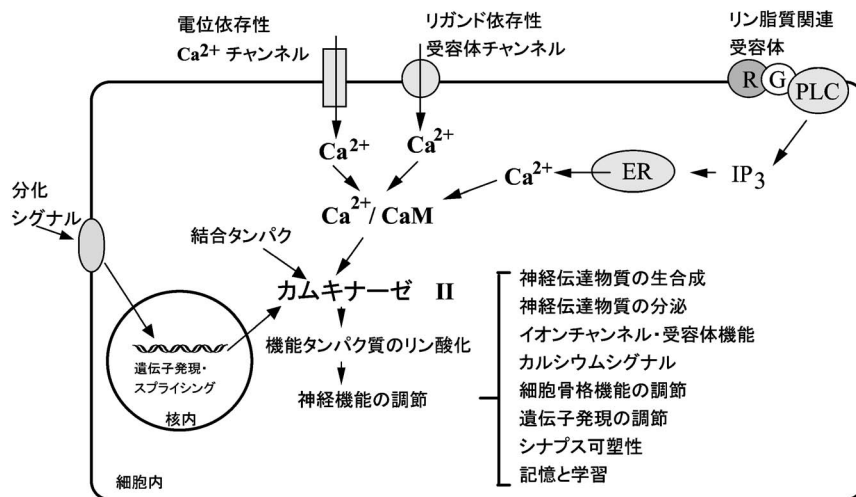 電位依存性
Ca²⁺ チャンネル
リガンド依存性
受容体チャンネル
リン脂質関連
受容体
R
G
PLC
Ca²⁺
Ca²⁺
Ca²⁺
ER
IP₃
分化
シグナル
Ca²⁺/ CaM
結合タンパク
カムキナーゼ II
機能タンパク質のリン酸化
神経機能の調節
遺伝子発現・
スプライシング
核内
細胞内
神経伝達物質の生合成
神経伝達物質の分泌
イオンチャンネル・受容体機能
カルシウムシグナル
細胞骨格機能の調節
遺伝子発現の調節
シナプス可塑性
記憶と学習